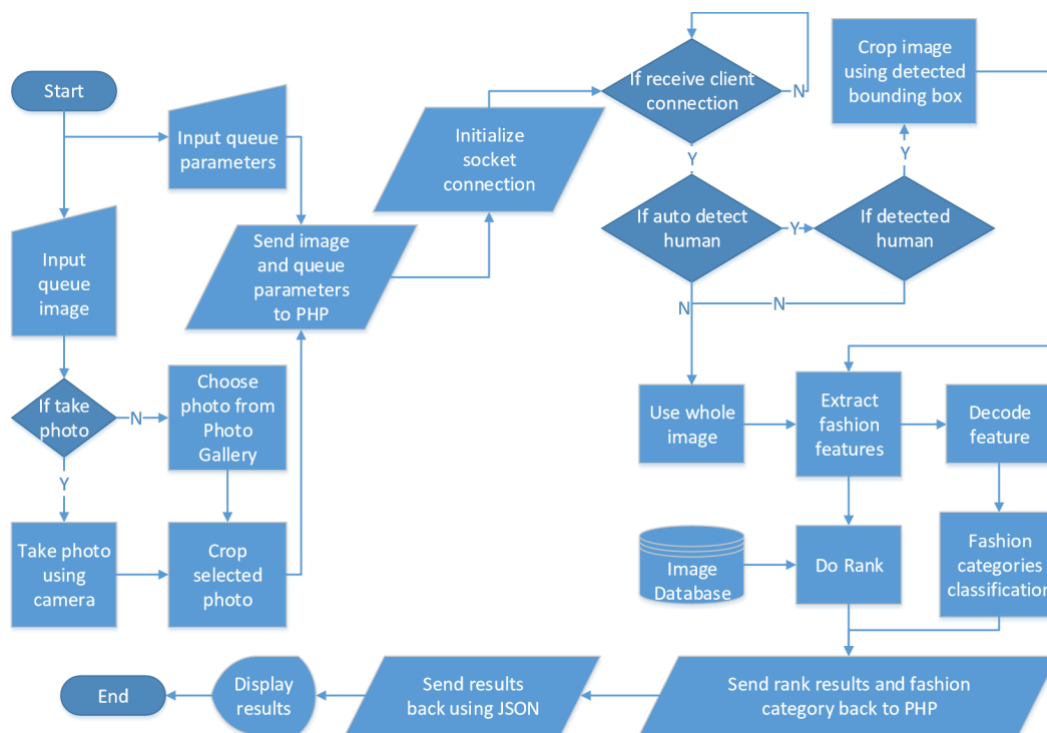 Start
Input queue
parameters
Input
queue
image
Send image
and queue
parameters
to PHP
If take
photo
N
Y
Choose
photo from
Photo
Gallery
Take photo
using
camera
Crop
selected
photo
Initialize
socket
connection
If receive client
connection
N
Y
If auto detect
human
Y
If detected
human
Y
Crop image
using detected
bounding box
N
N
Use whole
image
Extract
fashion
features
Decode
feature
Image
Database
Do Rank
Fashion
categories
classification
Send rank results and fashion
category back to PHP
Send results
back using JSON
Display
results
End